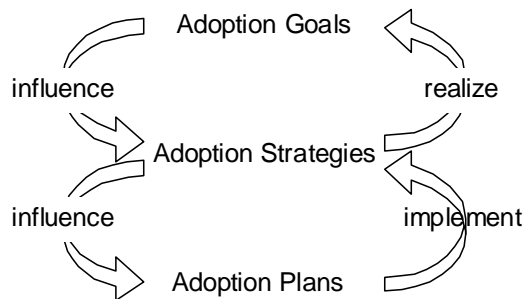 Adoption Goals
influence realize
Adoption Strategies
influence implement
Adoption Plans